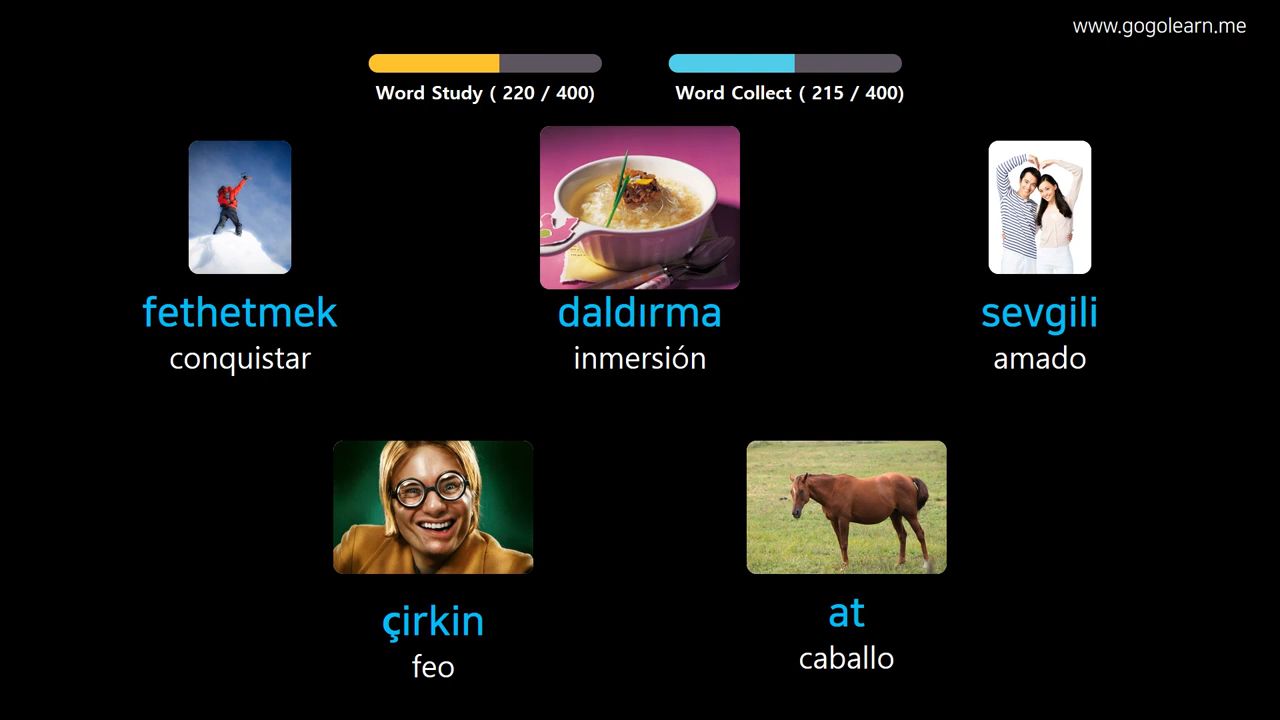 www.gogolearn.me
Word Study ( 220 / 400)
Word Collect ( 215 / 400)
fethetmek
conquistar
daldırma
inmersión
sevgili
amado
çirkin
feo
at
caballo